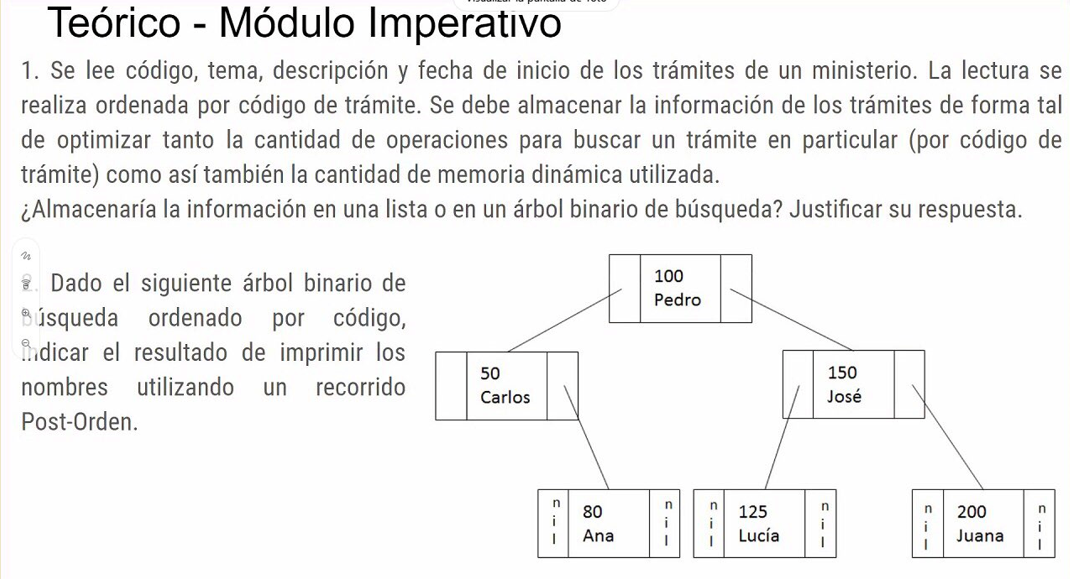 Teórico - Módulo Imperativo
1. Se lee código, tema, descripción y fecha de inicio de los trámites de un ministerio. La lectura se
realiza ordenada por código de trámite. Se debe almacenar la información de los trámites de forma tal
de optimizar tanto la cantidad de operaciones para buscar un trámite en particular (por código de
trámite) como así también la cantidad de memoria dinámica utilizada.
¿Almacenaría la información en una lista o en un árbol binario de búsqueda? Justificar su respuesta.
2. Dado el siguiente árbol binario de
búsqueda ordenado por código,
indicar el resultado de imprimir los
nombres utilizando un recorrido
Post-Orden.
100
Pedro
50
Carlos
150
José
nil
80
Ana
nil
nil
125
Lucía
nil
nil
200
Juana
nil